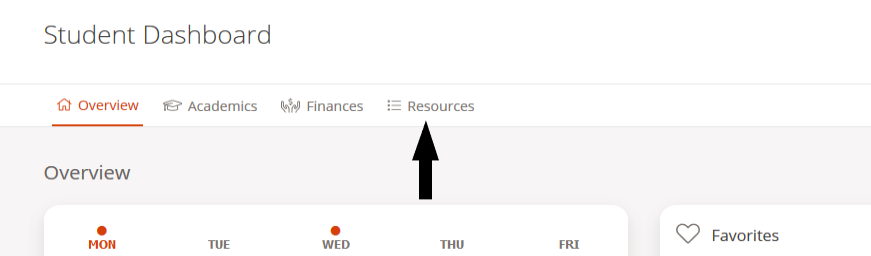 Student Dashboard
Overview Academics Finances Resources
Overview
MON TUE WED THU FRI
Favorites